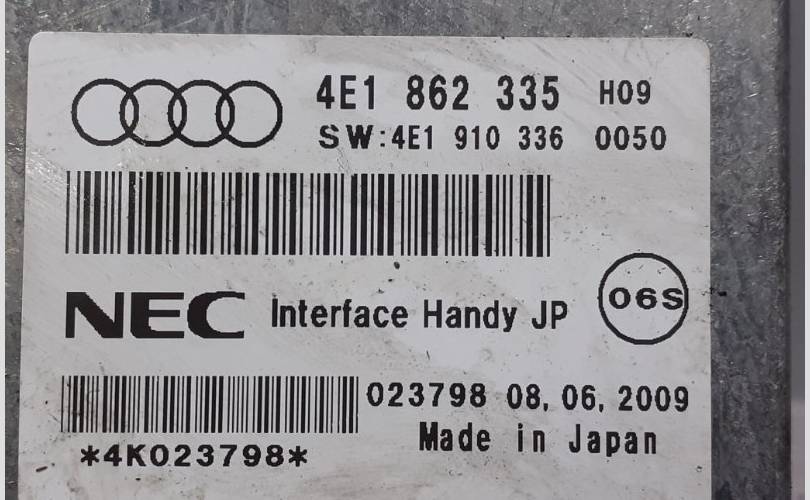 4E1 862 335 H09
SW:4E1 910 336 0050
NEC Interface Handy JP 06S
023798 08.06.2009
Made in Japan
*4K023798*